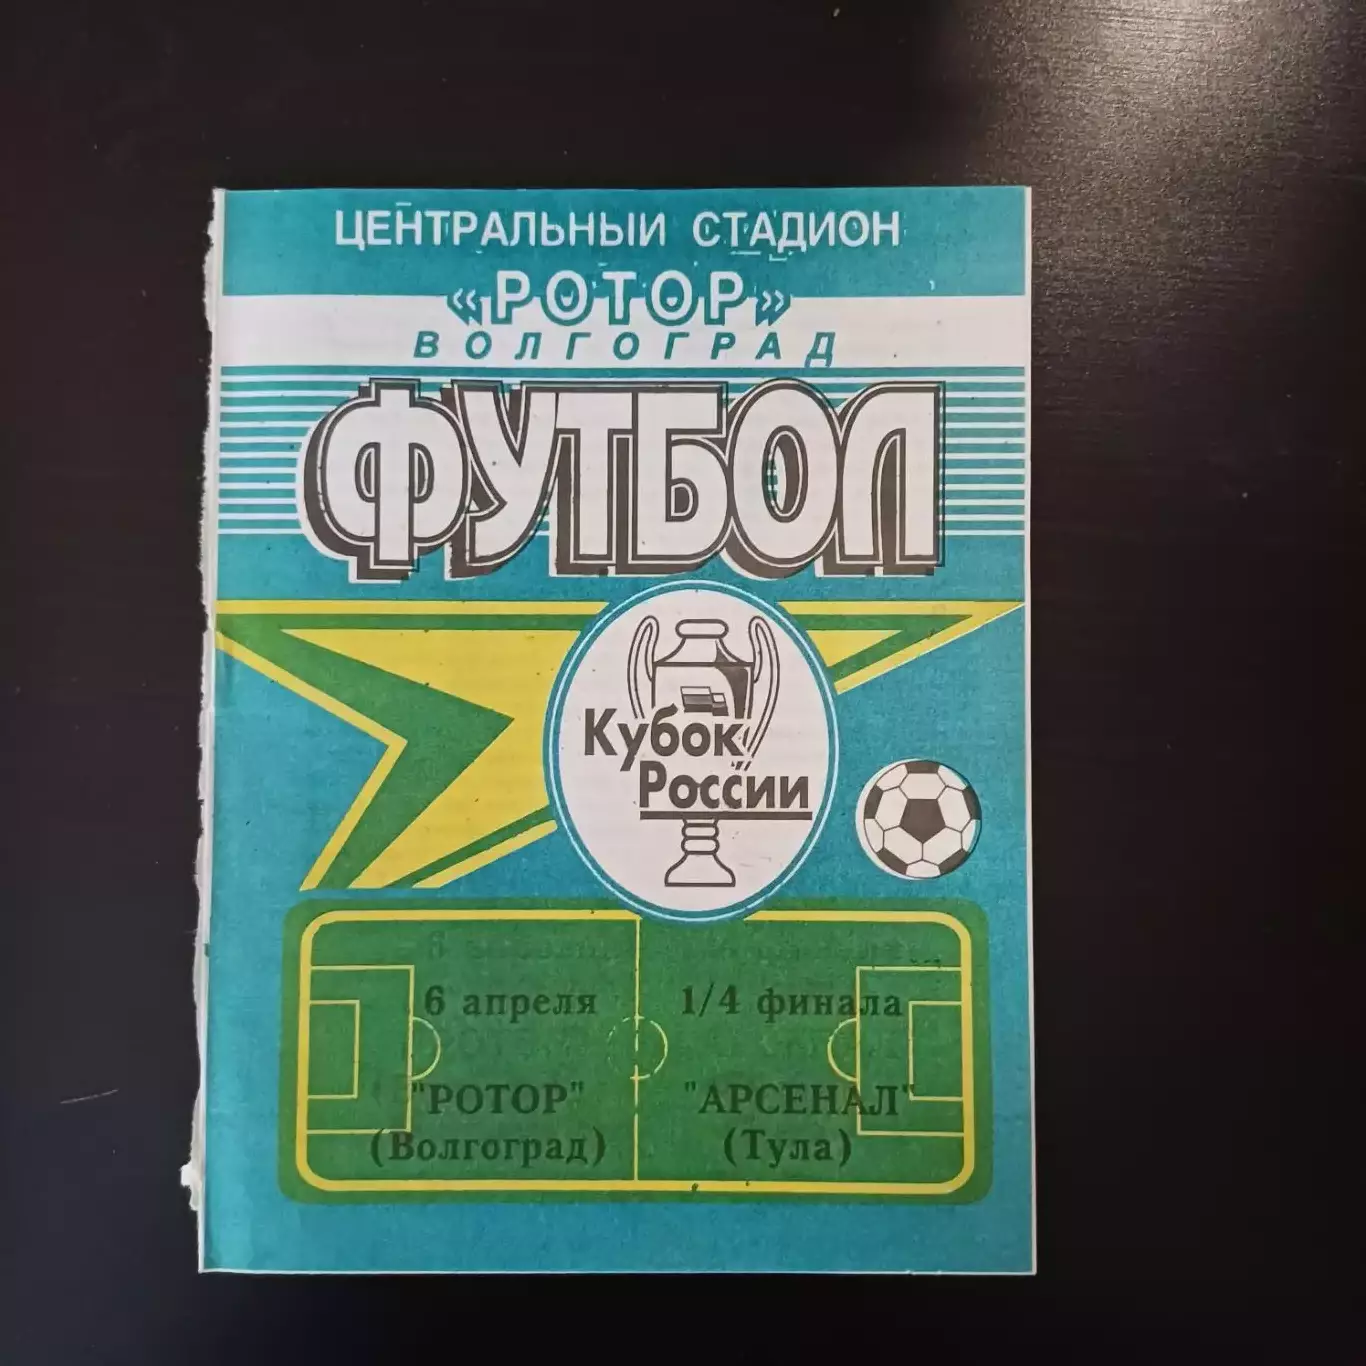 ЦЕНТРАЛЬНЫЙ СТАДИОН
«РОТОР»
ВОЛГОГРАД
ФУТБОЛ
Кубок
России
6 апреля 1/4 финала
"РОТОР" "АРСЕНАЛ"
(Волгоград) (Тула)